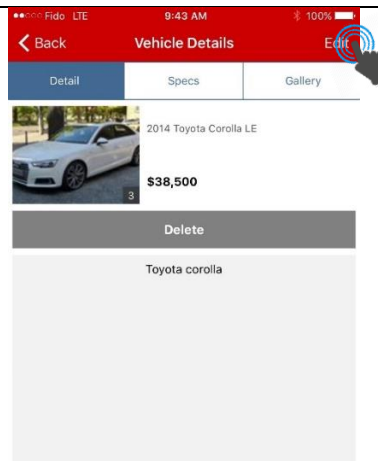 Fido LTE 9:43 AM 100%
Back Vehicle Details Edit
Detail Specs Gallery
2014 Toyota Corolla LE
$38,500
3
Delete
Toyota corolla